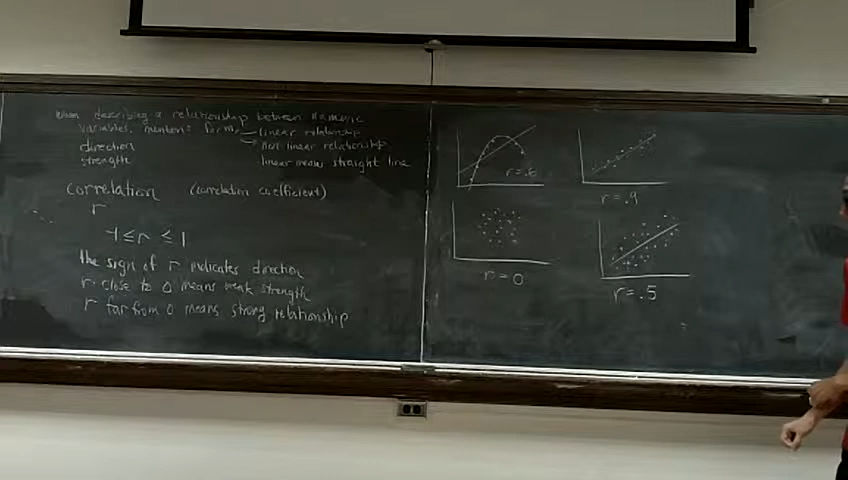 When describing a relationship between numeric
variables, mention: form, linear relationship
direction non linear relationship
strength linear means straight line
correlation (correlation coefficient)
r
-1 ≤ r ≤ 1
the sign of r indicates direction
r close to 0 means weak strength
r far from 0 means strong relationship
r = .6
r = .9
r = 0
r = .5